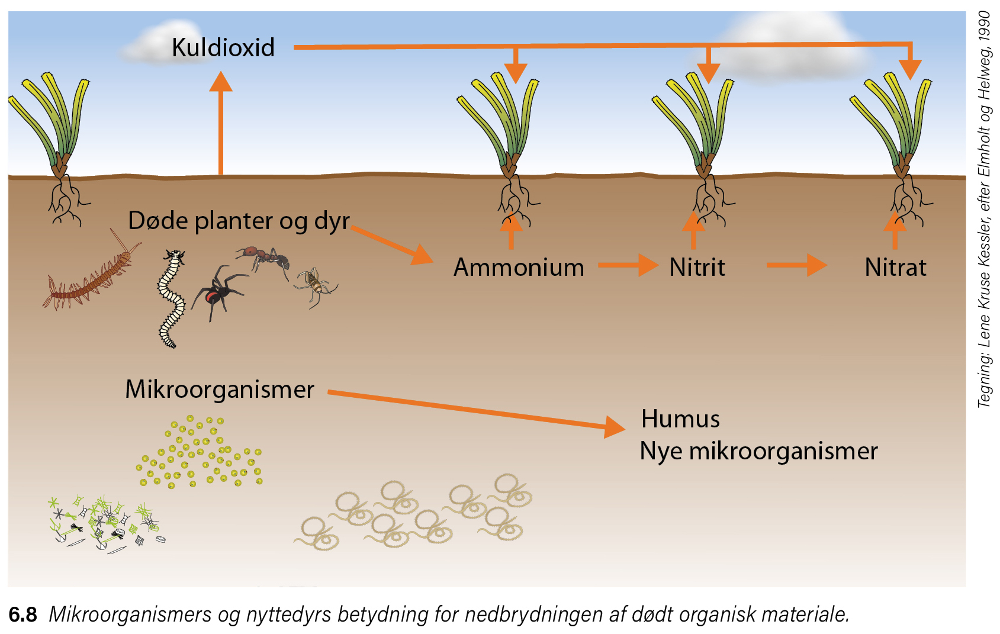 Kuldioxid
Døde planter og dyr
Ammonium
Nitrit
Nitrat
Mikroorganismer
Humus
Nye mikroorganismer
Tegning: Lene Kruse Kessler, efter Elmholt og Helweg, 1990
6.8 Mikroorganismers og nyttedyrs betydning for nedbrydningen af dødt organisk materiale.